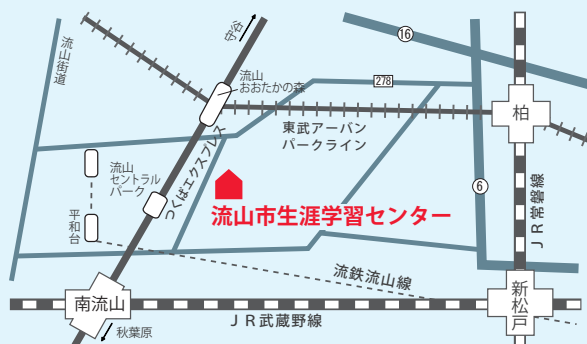 守谷
16
流山街道
流山
おおたかの森
278
柏
東武アーバン
パークライン
つくばエクスプレス
流山
セントラル
パーク
6
平和台
流山市生涯学習センター
JR常磐線
流鉄流山線
南流山
新松戸
JR武蔵野線
秋葉原